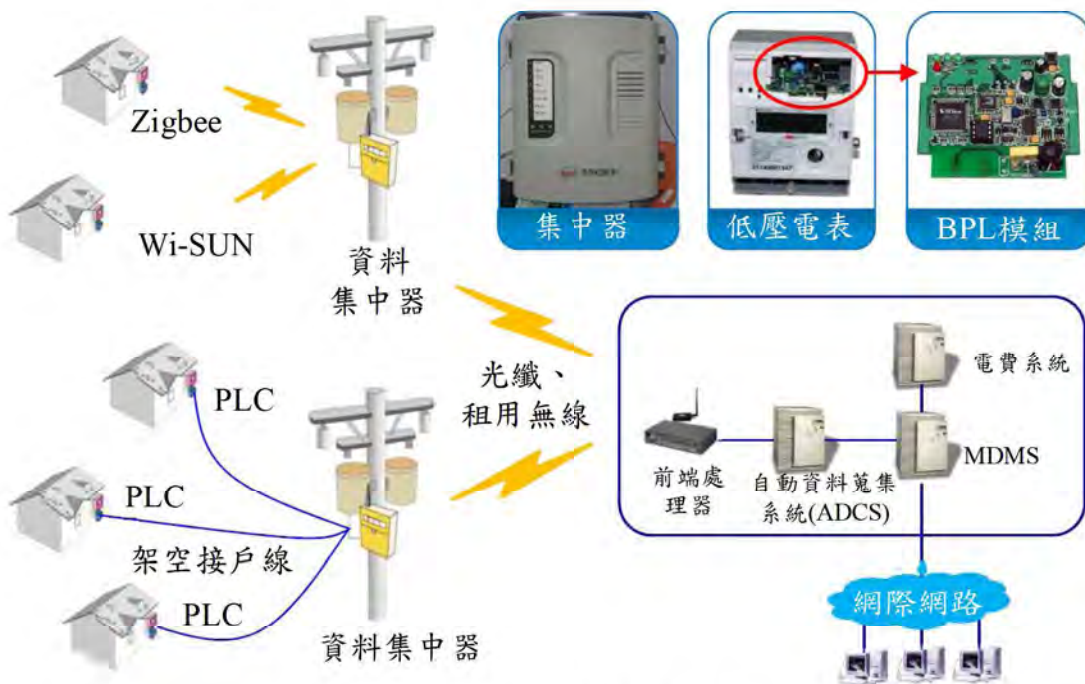 Zigbee
Wi-SUN
資料
集中器
集中器
低壓電表
BPL模組
PLC
PLC
架空接戶線
PLC
資料集中器
光纖、
租用無線
電費系統
MDMS
前端處
理器
自動資料蒐集
系統(ADCS)
網際網路